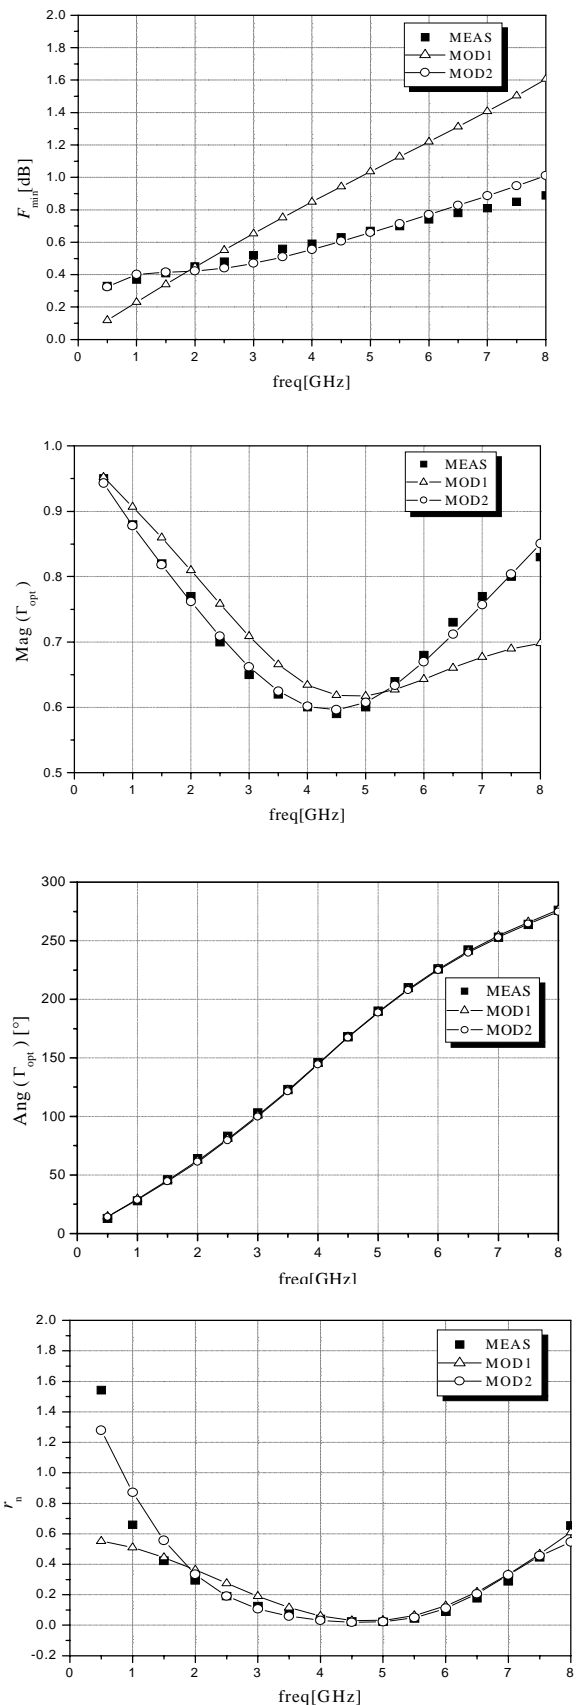 MEAS
MOD1
MOD2
1.8
1.6
1.4
1.2
1.0
0.8
0.6
0.4
0.2
0.0
F min [dB]
0 1 2 3 4 5 6 7 8
freq[GHz]
MEAS
MOD1
MOD2
1.0
0.9
0.8
0.7
0.6
0.5
Mag (Γopt)
0 1 2 3 4 5 6 7 8
freq[GHz]
300
250
200
150
100
50
0
Ang (Γopt) [°]
MEAS
MOD1
MOD2
0 1 2 3 4 5 6 7 8
freq[GHz]
2.0
1.8
1.6
1.4
1.2
1.0
0.8
0.6
0.4
0.2
0.0
-0.2
rn
MEAS
MOD1
MOD2
0 1 2 3 4 5 6 7 8
freq[GHz]